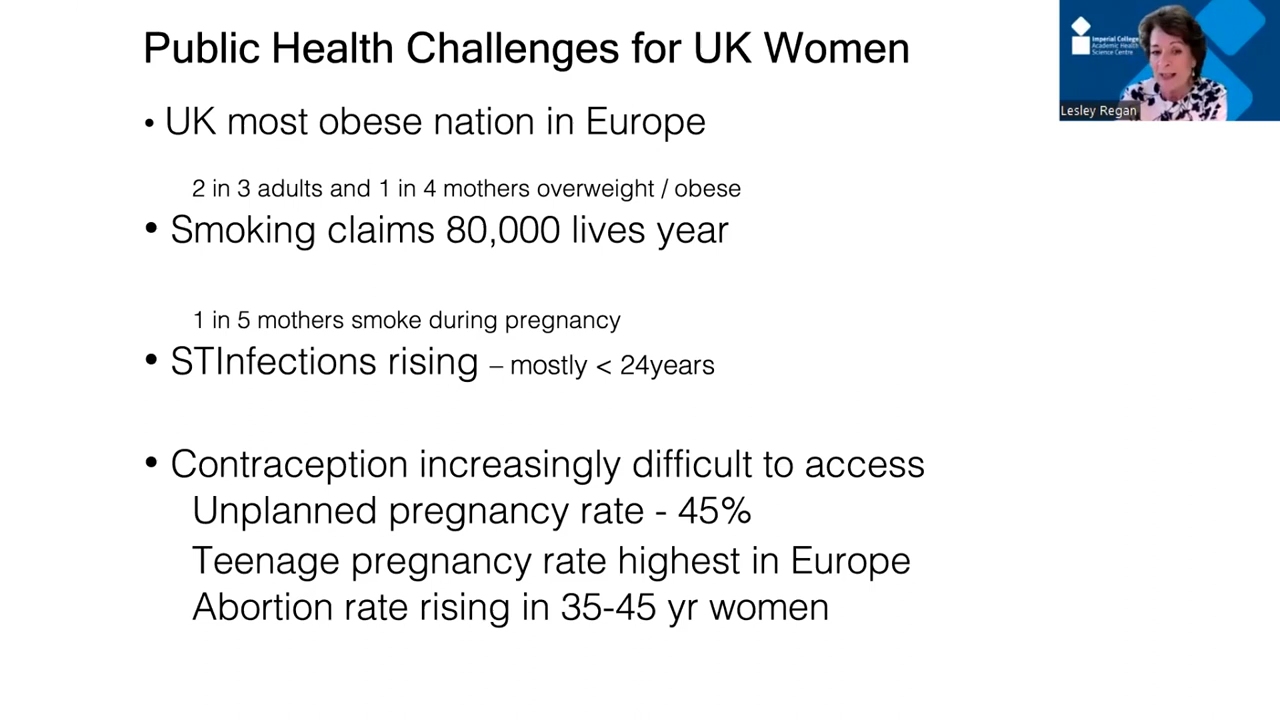 Public Health Challenges for UK Women
• UK most obese nation in Europe
2 in 3 adults and 1 in 4 mothers overweight / obese
• Smoking claims 80,000 lives year
1 in 5 mothers smoke during pregnancy
• STInfections rising – mostly < 24years
• Contraception increasingly difficult to access
Unplanned pregnancy rate - 45%
Teenage pregnancy rate highest in Europe
Abortion rate rising in 35-45 yr women
Imperial College
Academic Health
Science Centre
Lesley Regan